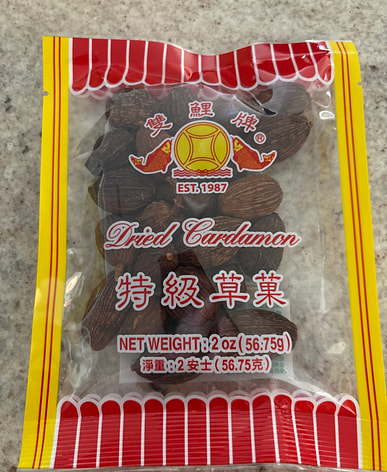 雙鯉牌®
EST. 1987
Dried Cardamon
特級草菓
NET WEIGHT: 2 oz (56.75g)
淨重: 2 安士 (56.75克)